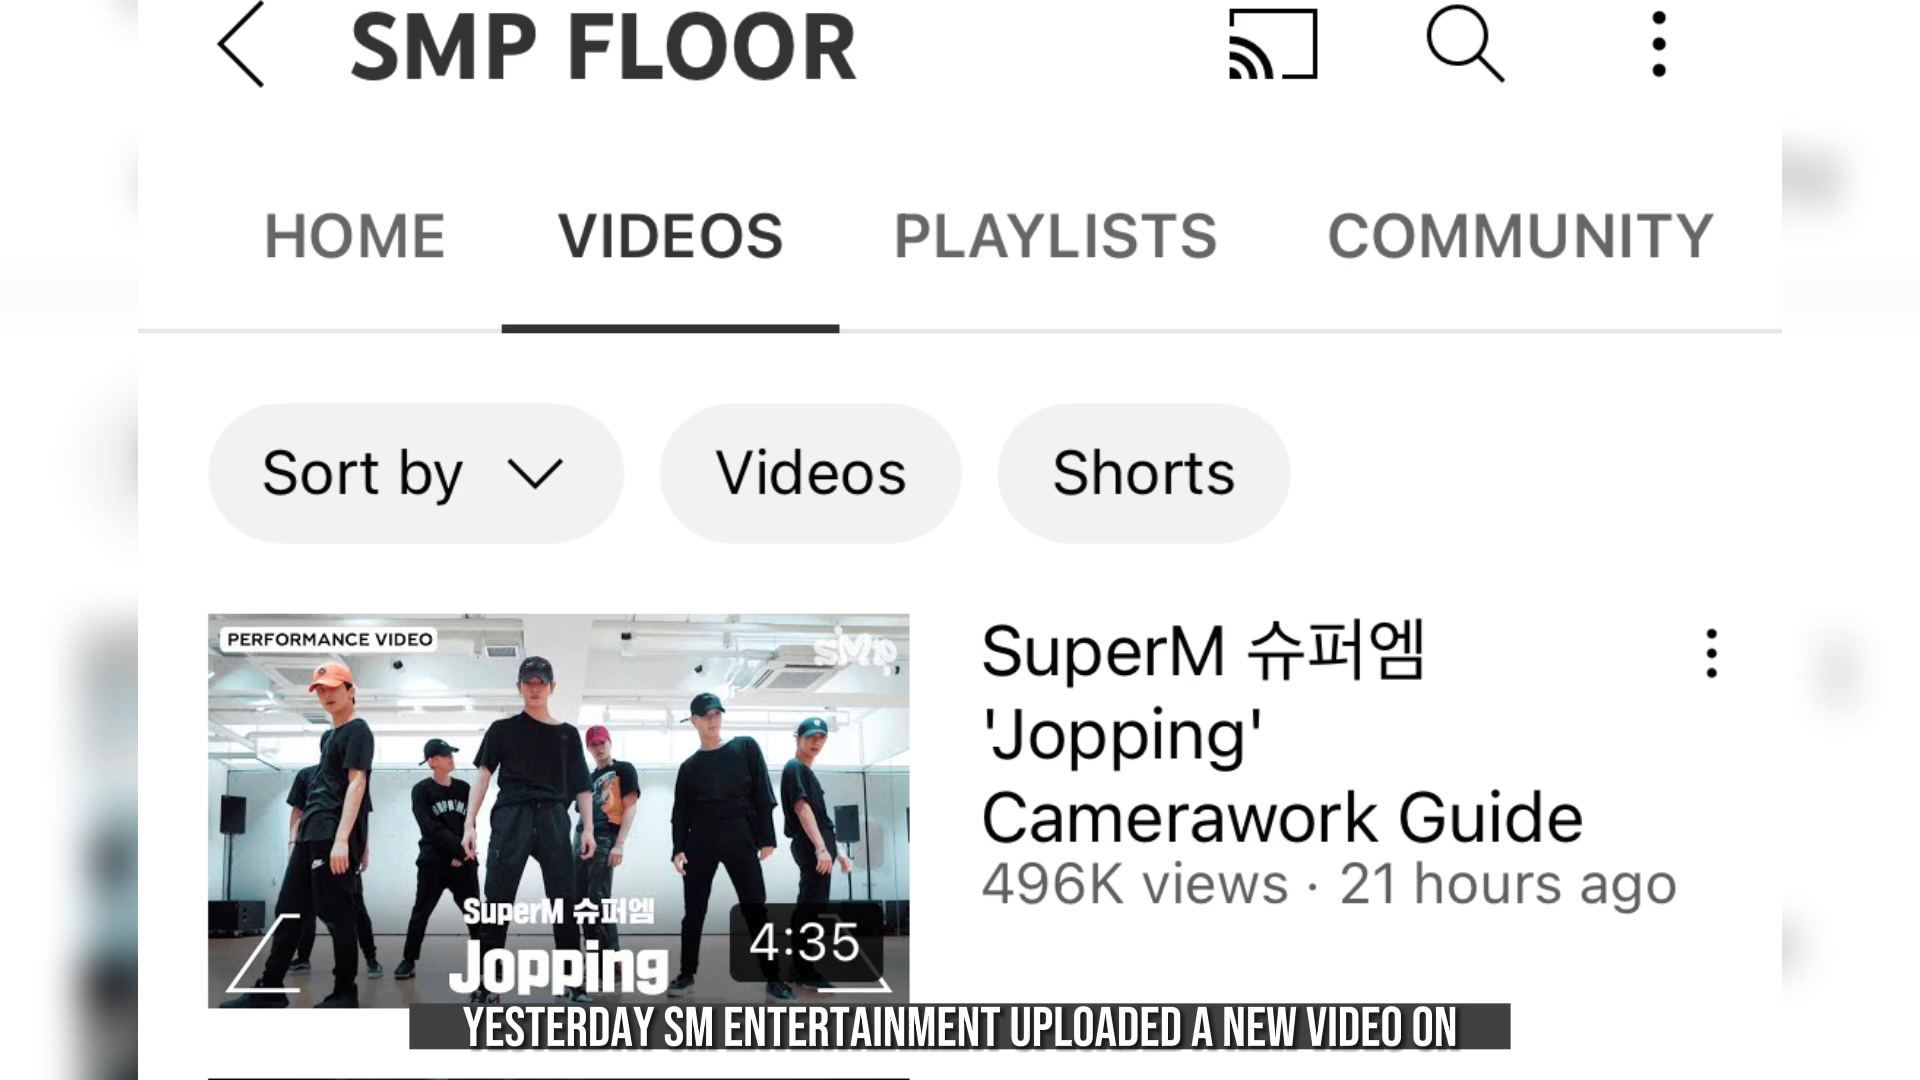 SMP FLOOR
HOME VIDEOS PLAYLISTS COMMUNITY
Sort by Videos Shorts
PERFORMANCE VIDEO
smp
SuperM 슈퍼엠
Jopping
4:35
SuperM 슈퍼엠
'Jopping'
Camerawork Guide
496K views · 21 hours ago
YESTERDAY SM ENTERTAINMENT UPLOADED A NEW VIDEO ON